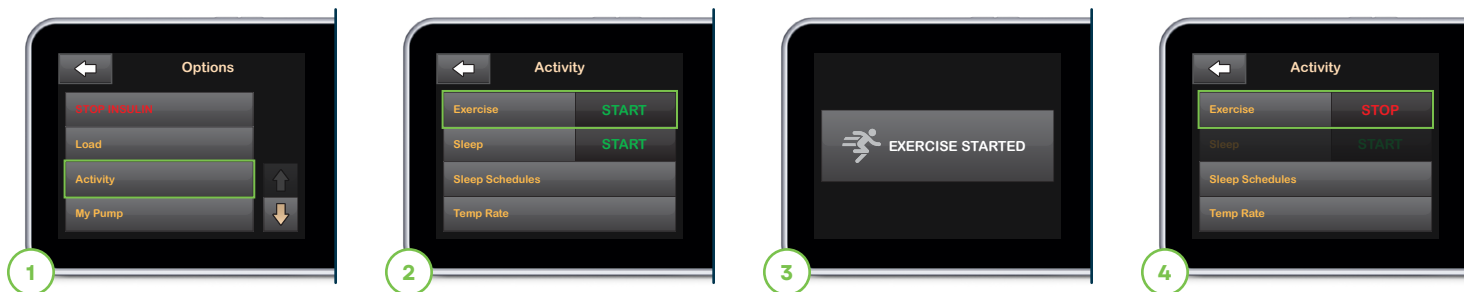 Options
STOP INSULIN
Load
Activity
My Pump
1
Activity
Exercise START
Sleep START
Sleep Schedules
Temp Rate
2
EXERCISE STARTED
3
Activity
Exercise STOP
Sleep START
Sleep Schedules
Temp Rate
4